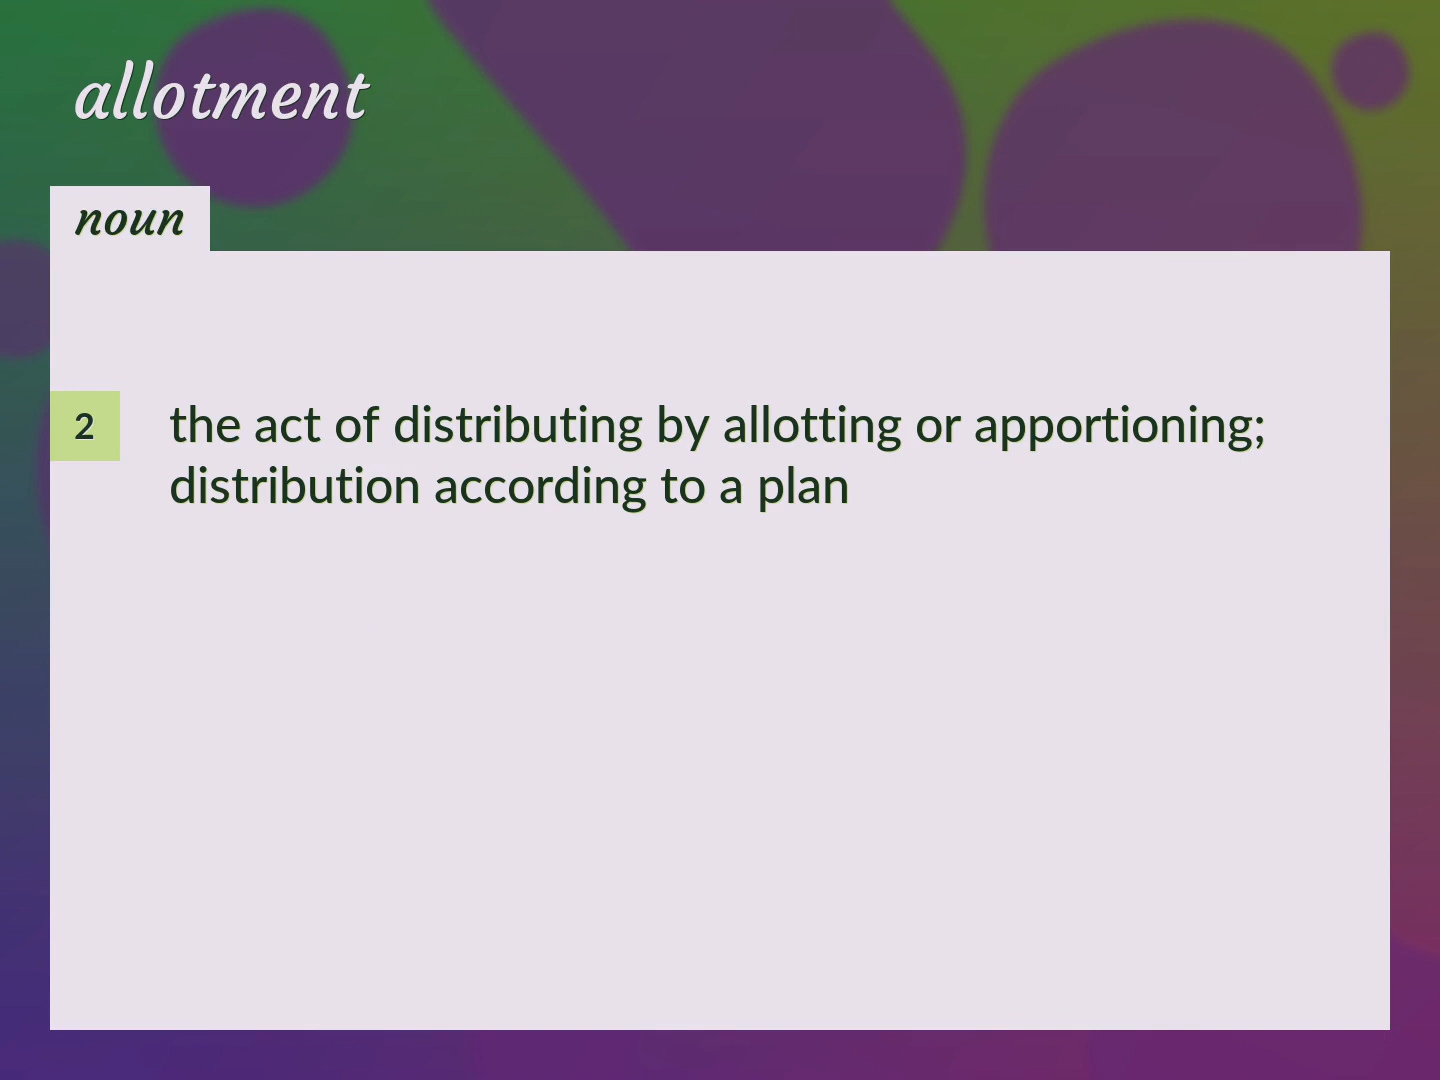 allotment
noun
2
the act of distributing by allotting or apportioning;
distribution according to a plan